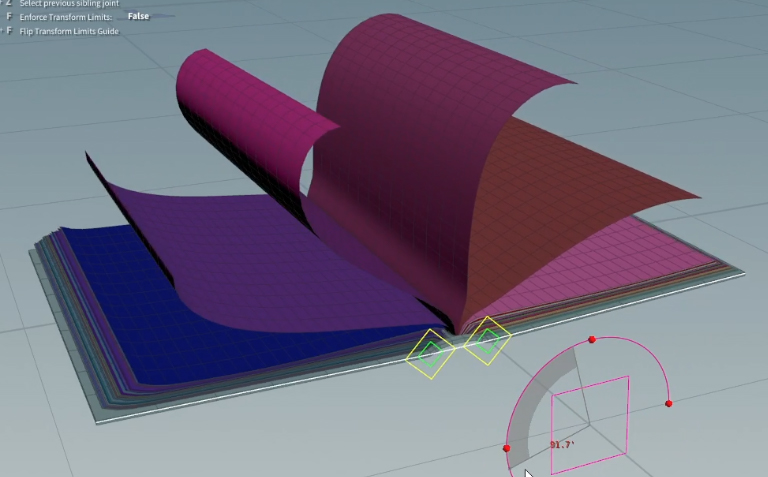 Z Select previous sibling joint
F Enforce Transform Limits: False
F Flip Transform Limits Guide
91.7°